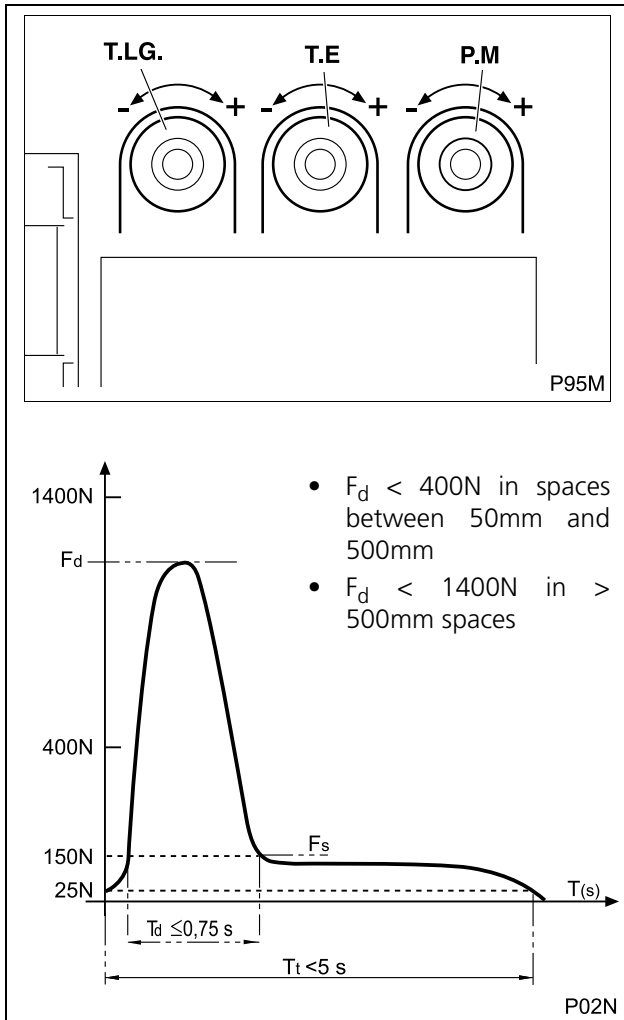 T.LG. T.E P.M
- + - + - +
P95M
• Fd < 400N in spaces
between 50mm and
500mm
• Fd < 1400N in >
500mm spaces
1400N
Fd
400N
150N
Fs
25N
T(s)
Td ≤0,75 s
Tt <5 s
P02N